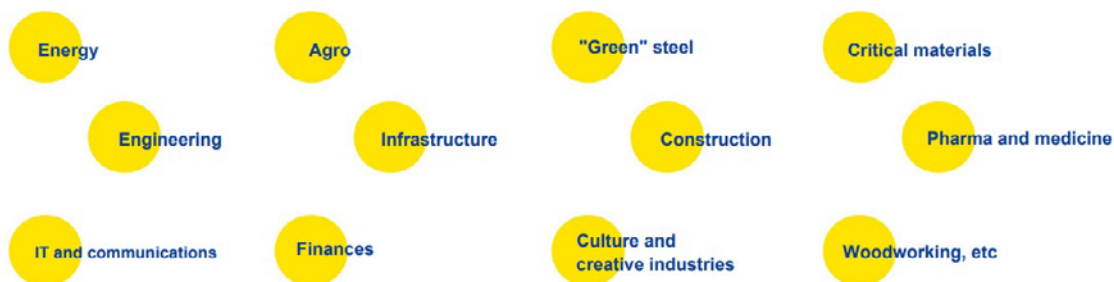 Energy
Agro
"Green" steel
Critical materials
Engineering
Infrastructure
Construction
Pharma and medicine
IT and communications
Finances
Culture and
creative industries
Woodworking, etc